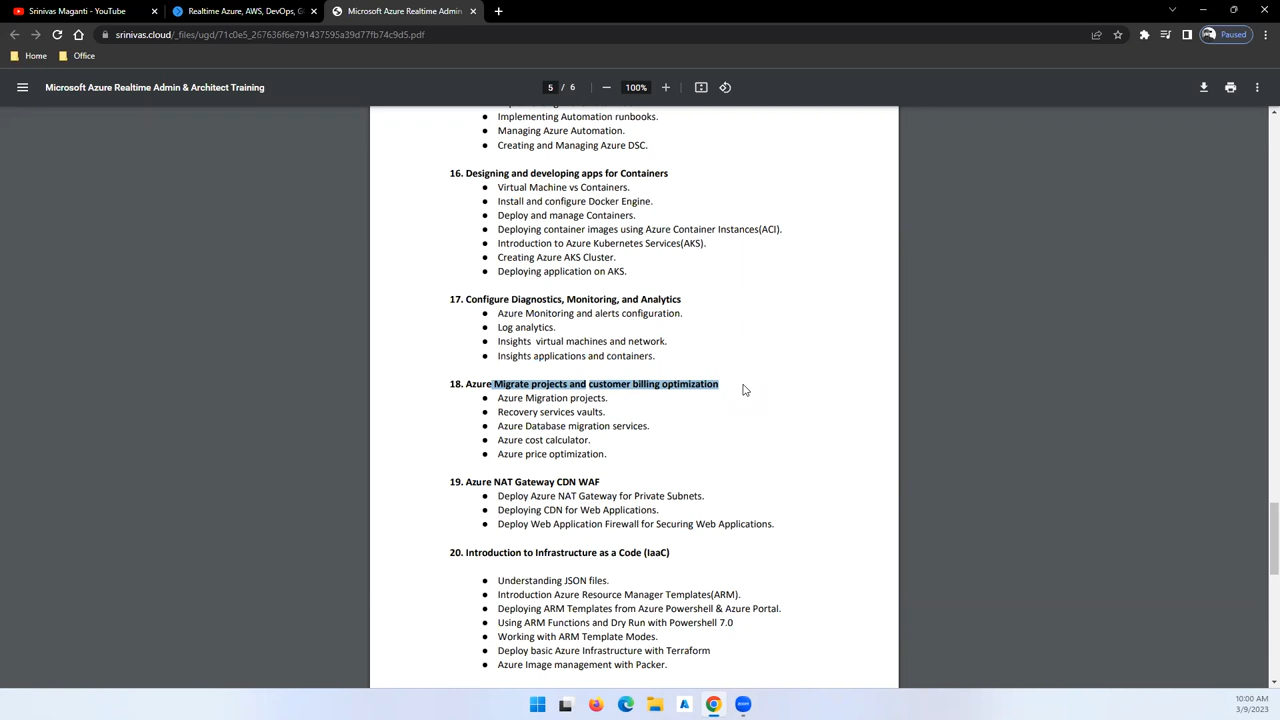 Srinivas Maganti - YouTube
Realtime Azure, AWS, DevOps, G
Microsoft Azure Realtime Admin
srinivas.cloud/_files/ugd/71c0e5_267636f6e791437595a39d77fb74c9d5.pdf
Paused
Home
Office
Microsoft Azure Realtime Admin & Architect Training
5 / 6
100%
● Implementing Automation runbooks.
● Managing Azure Automation.
● Creating and Managing Azure DSC.
16. Designing and developing apps for Containers
● Virtual Machine vs Containers.
● Install and configure Docker Engine.
● Deploy and manage Containers.
● Deploying container images using Azure Container Instances(ACI).
● Introduction to Azure Kubernetes Services(AKS).
● Creating Azure AKS Cluster.
● Deploying application on AKS.
17. Configure Diagnostics, Monitoring, and Analytics
● Azure Monitoring and alerts configuration.
● Log analytics.
● Insights virtual machines and network.
● Insights applications and containers.
18. Azure Migrate projects and customer billing optimization
● Azure Migration projects.
● Recovery services vaults.
● Azure Database migration services.
● Azure cost calculator.
● Azure price optimization.
19. Azure NAT Gateway CDN WAF
● Deploy Azure NAT Gateway for Private Subnets.
● Deploying CDN for Web Applications.
● Deploy Web Application Firewall for Securing Web Applications.
20. Introduction to Infrastructure as a Code (IaaC)
● Understanding JSON files.
● Introduction Azure Resource Manager Templates(ARM).
● Deploying ARM Templates from Azure Powershell & Azure Portal.
● Using ARM Functions and Dry Run with Powershell 7.0
● Working with ARM Template Modes.
● Deploy basic Azure Infrastructure with Terraform
● Azure Image management with Packer.
zoom
10:00 AM
3/9/2023